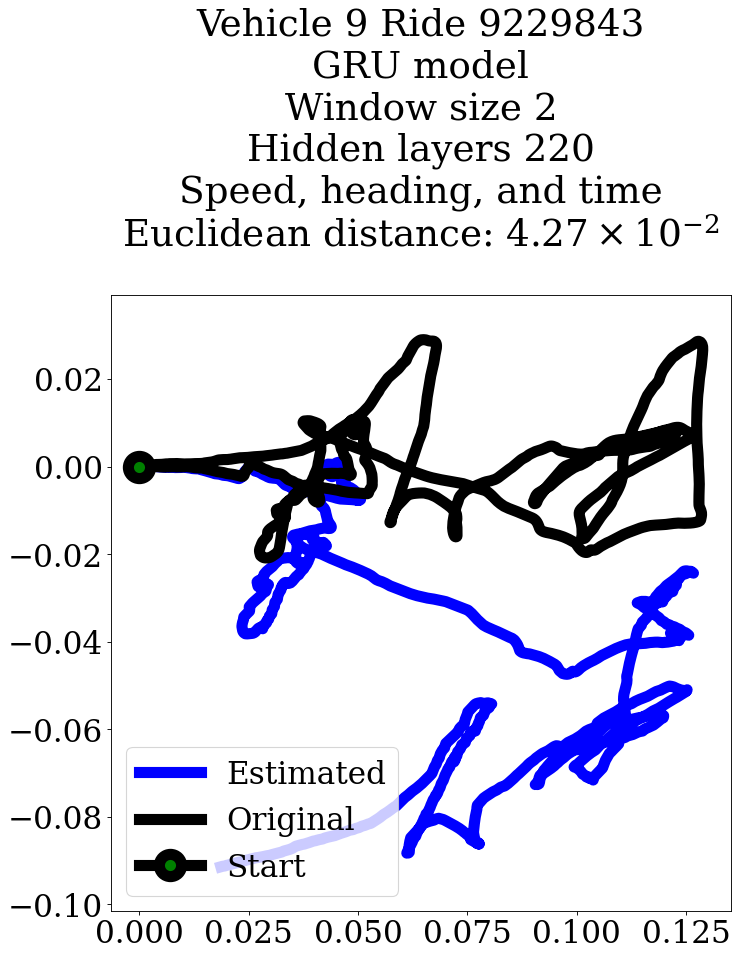 Vehicle 9 Ride 9229843
GRU model
Window size 2
Hidden layers 220
Speed, heading, and time
Euclidean distance: 4.27 × 10⁻²
0.02
0.00
−0.02
−0.04
−0.06
−0.08
−0.10
Estimated
Original
Start
0.000 0.025 0.050 0.075 0.100 0.125